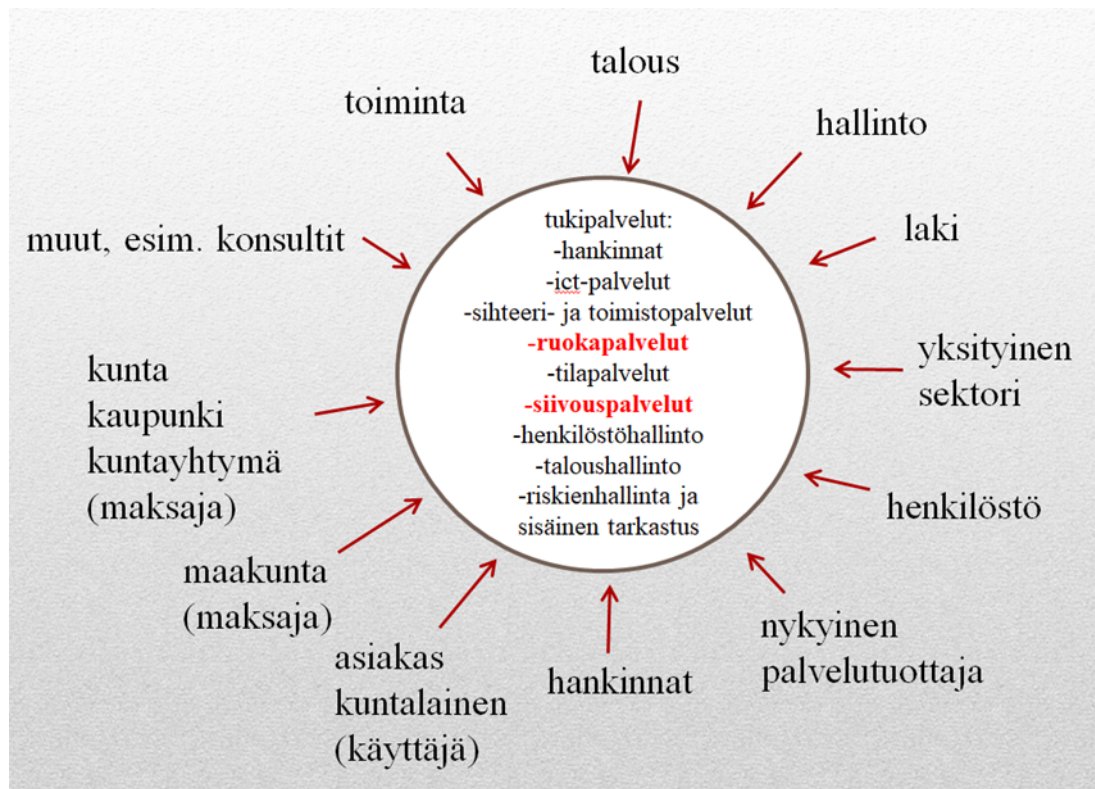 talous
toiminta
hallinto
muut, esim. konsultit
laki
tukipalvelut:
-hankinnat
-ict-palvelut
-sihteeri- ja toimistopalvelut
-ruokapalvelut
-tilapalvelut
-siivouspalvelut
-henkilöstöhallinto
-taloushallinto
-riskienhallinta ja
sisäinen tarkastus
yksityinen
sektori
kunta
kaupunki
kuntayhtymä
(maksaja)
henkilöstö
maakunta
(maksaja)
nykyinen
palvelutuottaja
asiakas
kuntalainen
(käyttäjä)
hankinnat